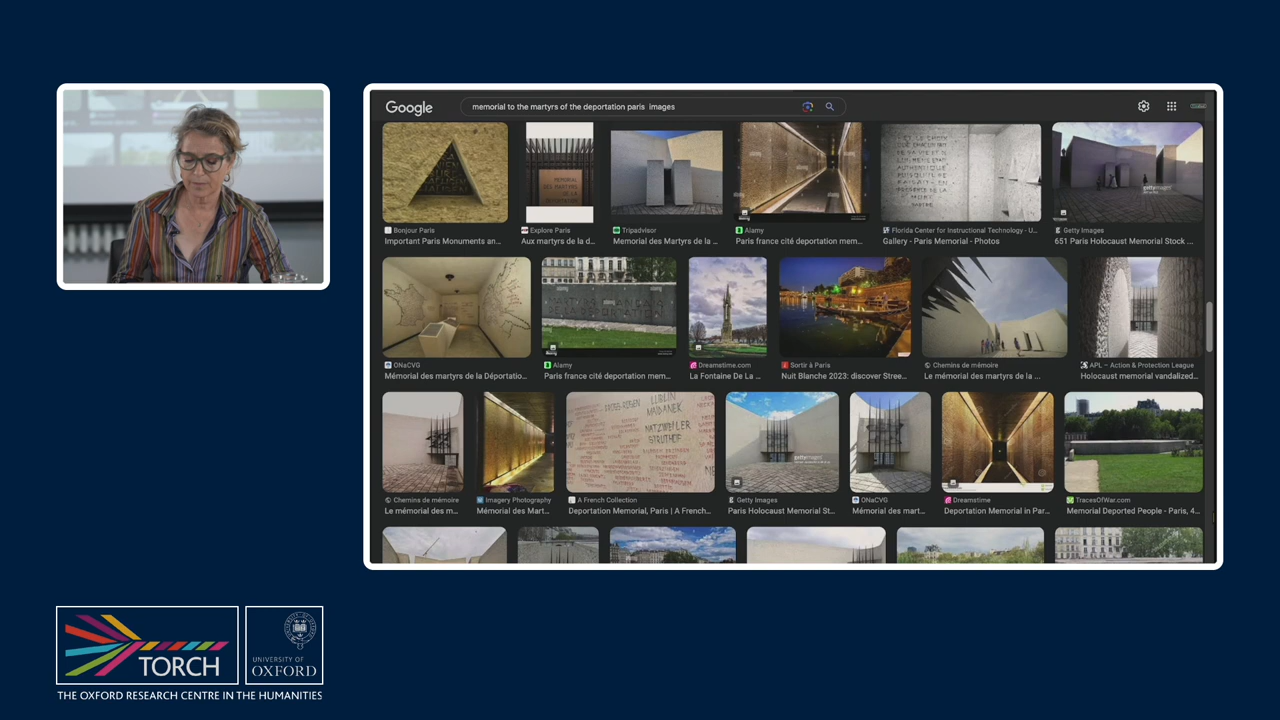 Google
memorial to the martyrs of the deportation paris images
Bonjour Paris
Important Paris Monuments an...
Explore Paris
Aux martyrs de la d...
Tripadvisor
Memorial des Martyrs de la ...
Alamy
Paris france cité deportation mem...
Florida Center for Instructional Technology - U...
Gallery - Paris Memorial - Photos
Getty Images
651 Paris Holocaust Memorial Stock ...
ONaCVG
Mémorial des martyrs de la Déportatio...
Alamy
Paris france cité deportation mem...
Dreamstime.com
La Fontaine De La ...
Sortir à Paris
Nuit Blanche 2023: discover Stree...
Chemins de mémoire
Le mémorial des martyrs de la ...
APL – Action & Protection League
Holocaust memorial vandalized...
Chemins de mémoire
Le mémorial des m...
Imagery Photography
Mémorial des Mart...
LUBLIN
MAIDANEK
NATZWEILER
STRUTHOF
A French Collection
Deportation Memorial, Paris | A French...
gettyimages
Getty Images
Paris Holocaust Memorial St...
ONaCVG
Mémorial des mart...
Dreamstime
Deportation Memorial in Par...
TracesOfWar.com
Memorial Deported People - Paris, 4...
TORCH
UNIVERSITY OF
OXFORD
THE OXFORD RESEARCH CENTRE IN THE HUMANITIES